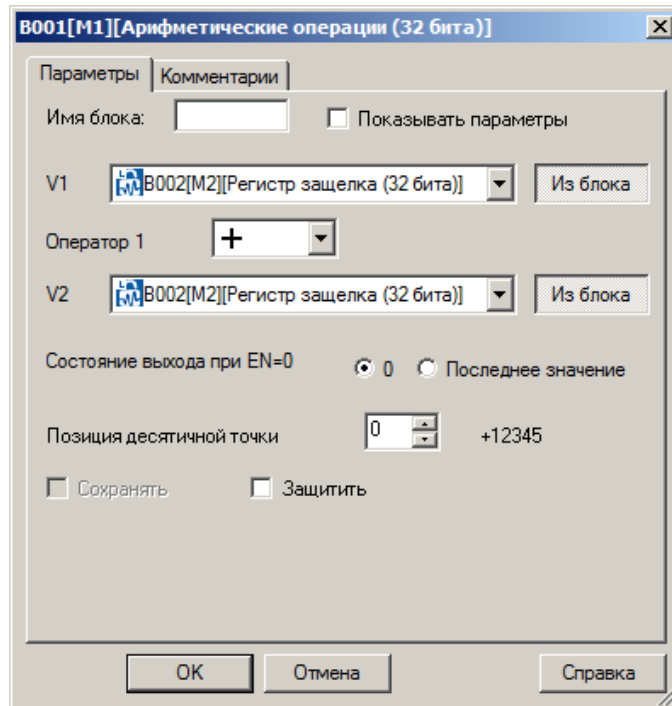 B001[M1][Арифметические операции (32 бита)]
Параметры Комментарии
Имя блока: Показывать параметры
V1 B002[M2][Регистр защелка (32 бита)] Из блока
Оператор 1 +
V2 B002[M2][Регистр защелка (32 бита)] Из блока
Состояние выхода при EN=0 0 Последнее значение
Позиция десятичной точки 0 +12345
Сохранять Защитить
OK Отмена Справка